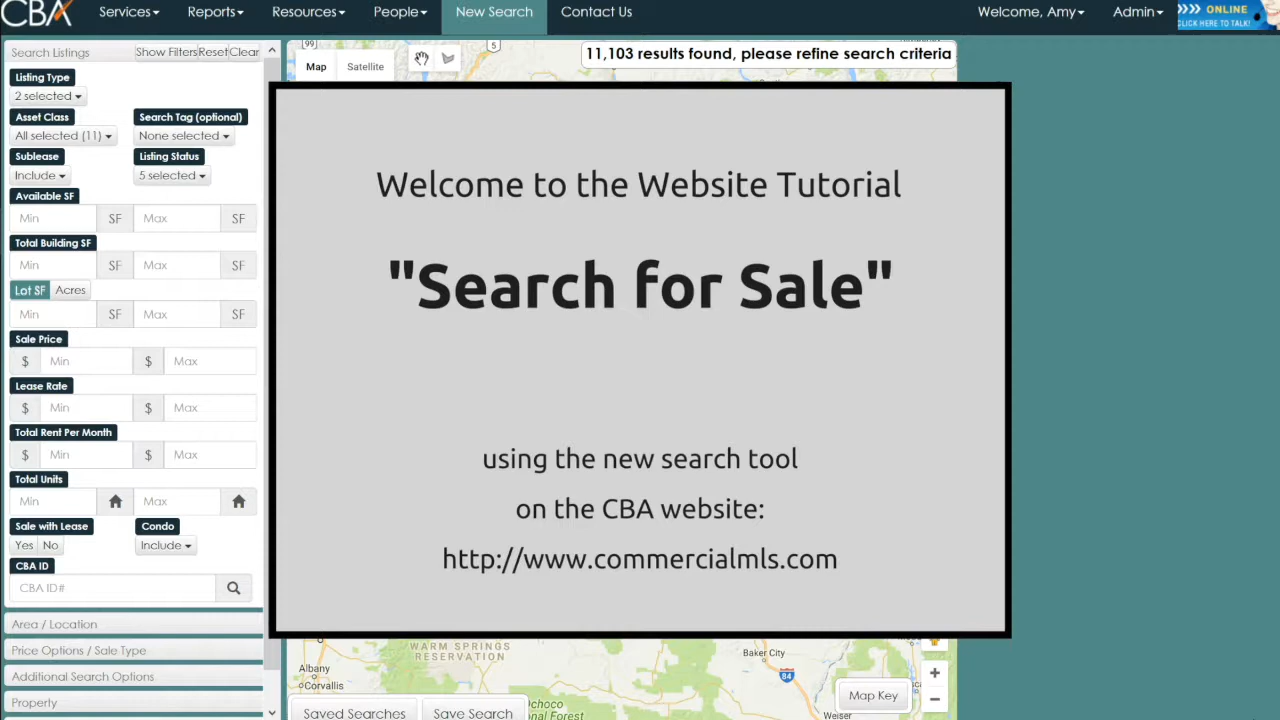 CBA
Services
Reports
Resources
People
New Search
Contact Us
Welcome, Amy
Admin
ONLINE
CLICK HERE TO TALK!
Search Listings
Show Filters
Reset
Clear
Listing Type
2 selected
Asset Class
Search Tag (optional)
All selected (11)
None selected
Sublease
Listing Status
Include
5 selected
Available SF
Min SF Max SF
Total Building SF
Min SF Max SF
Lot SF Acres
Min SF Max SF
Sale Price
$ Min $ Max
Lease Rate
$ Min $ Max
Total Rent Per Month
$ Min $ Max
Total Units
Min Max
Sale with Lease
Condo
Yes No
Include
CBA ID
CBA ID#
Area / Location
Price Options / Sale Type
Additional Search Options
Property
99
5
Map
Satellite
11,103 results found, please refine search criteria
Welcome to the Website Tutorial
"Search for Sale"
using the new search tool
on the CBA website:
http://www.commercialmls.com
WARM SPRINGS
RESERVATION
Albany
Corvallis
Baker City
84
Ochoco
Weiser
Map Key
Saved Searches
Save Search